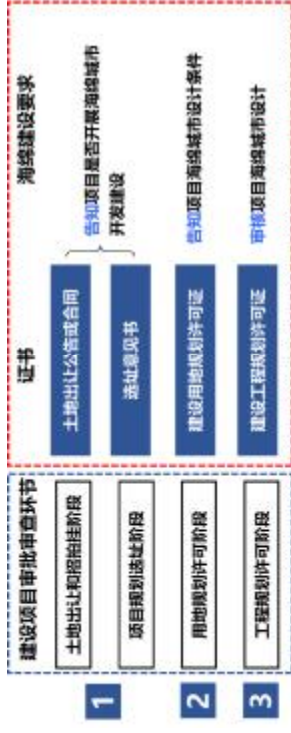 建设项目审批审查环节
证书
海绵建设要求
1
土地出让和招拍挂阶段
土地出让公告或合同
告知项目是否开展海绵城市
开发建设
项目规划选址阶段
选址意见书
2
用地规划许可阶段
建设用地规划许可证
告知项目海绵城市设计条件
3
工程规划许可阶段
建设工程规划许可证
审核项目海绵城市设计